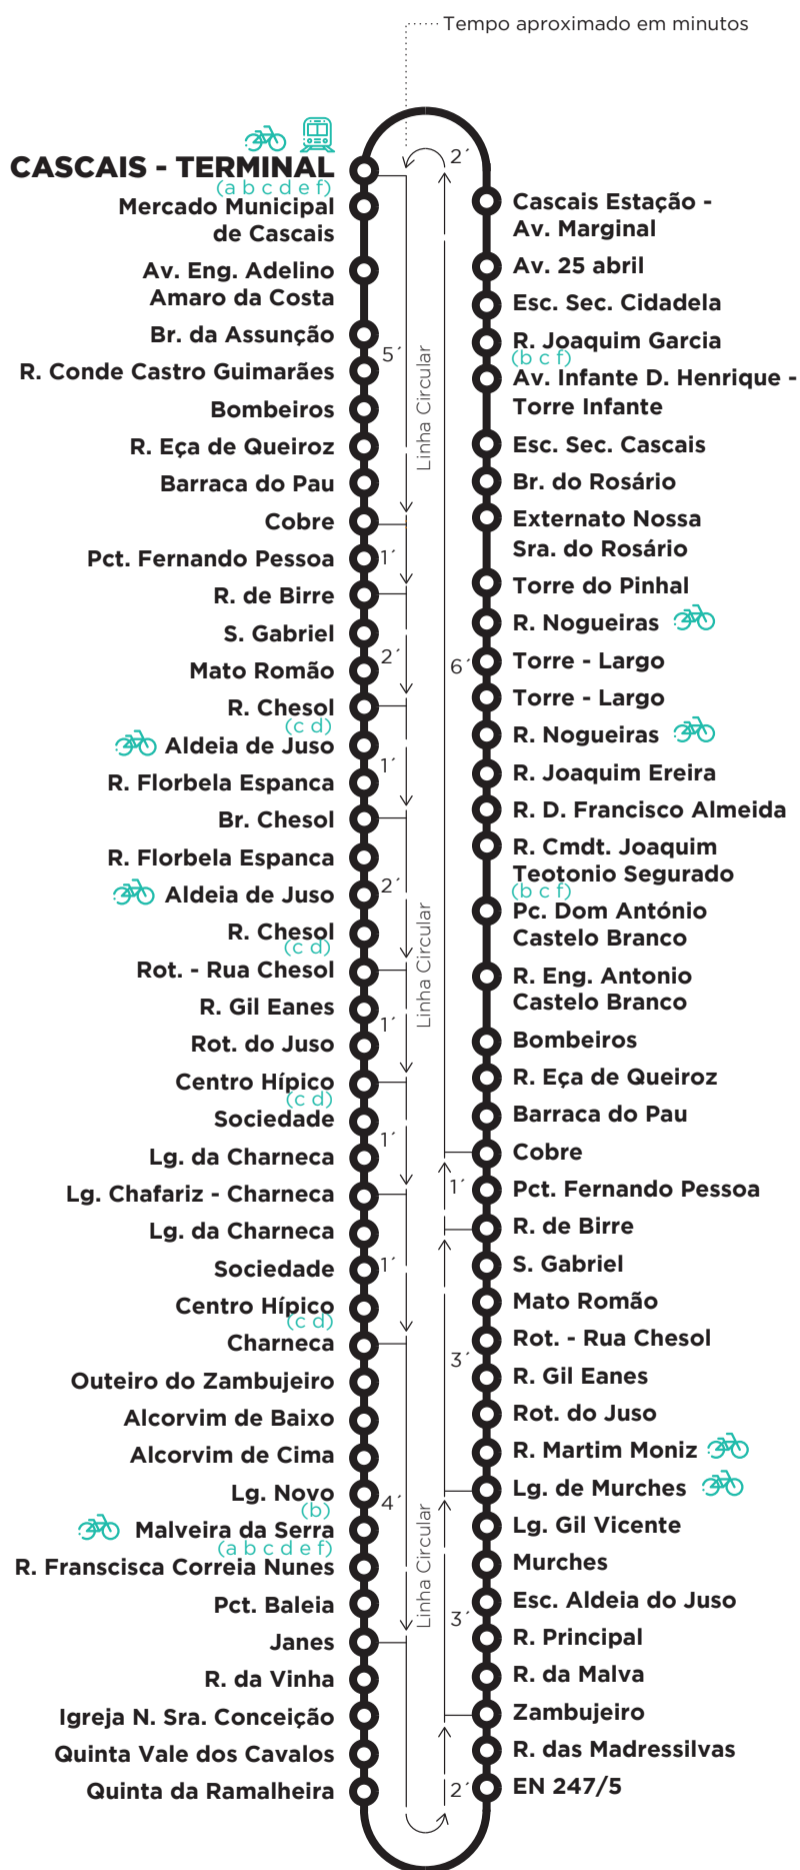 Tempo aproximado em minutos
CASCAIS - TERMINAL
(a b c d e f)
Mercado Municipal
de Cascais
Av. Eng. Adelino
Amaro da Costa
Br. da Assunção
R. Conde Castro Guimarães
Bombeiros
R. Eça de Queiroz
Barraca do Pau
Cobre
Pct. Fernando Pessoa
R. de Birre
S. Gabriel
Mato Romão
R. Chesol
(c d)
Aldeia de Juso
R. Florbela Espanca
Br. Chesol
R. Florbela Espanca
Aldeia de Juso
R. Chesol
(c d)
Rot. - Rua Chesol
R. Gil Eanes
Rot. do Juso
Centro Hípico
(c d)
Sociedade
Lg. da Charneca
Lg. Chafariz - Charneca
Lg. da Charneca
Sociedade
Centro Hípico
(c d)
Charneca
Outeiro do Zambujeiro
Alcorvim de Baixo
Alcorvim de Cima
Lg. Novo
(b)
Malveira da Serra
(a b c d e f)
R. Franscisca Correia Nunes
Pct. Baleia
Janes
R. da Vinha
Igreja N. Sra. Conceição
Quinta Vale dos Cavalos
Quinta da Ramalheira
5´
1´
2´
1´
2´
1´
1´
1´
4´
Linha Circular
Linha Circular
Linha Circular
2´
6´
1´
3´
3´
2´
Cascais Estação -
Av. Marginal
Av. 25 abril
Esc. Sec. Cidadela
R. Joaquim Garcia
(b c f)
Av. Infante D. Henrique -
Torre Infante
Esc. Sec. Cascais
Br. do Rosário
Externato Nossa
Sra. do Rosário
Torre do Pinhal
R. Nogueiras
Torre - Largo
Torre - Largo
R. Nogueiras
R. Joaquim Ereira
R. D. Francisco Almeida
R. Cmdt. Joaquim
Teotonio Segurado
(b c f)
Pc. Dom António
Castelo Branco
R. Eng. Antonio
Castelo Branco
Bombeiros
R. Eça de Queiroz
Barraca do Pau
Cobre
Pct. Fernando Pessoa
R. de Birre
S. Gabriel
Mato Romão
Rot. - Rua Chesol
R. Gil Eanes
Rot. do Juso
R. Martim Moniz
Lg. de Murches
Lg. Gil Vicente
Murches
Esc. Aldeia do Juso
R. Principal
R. da Malva
Zambujeiro
R. das Madressilvas
EN 247/5